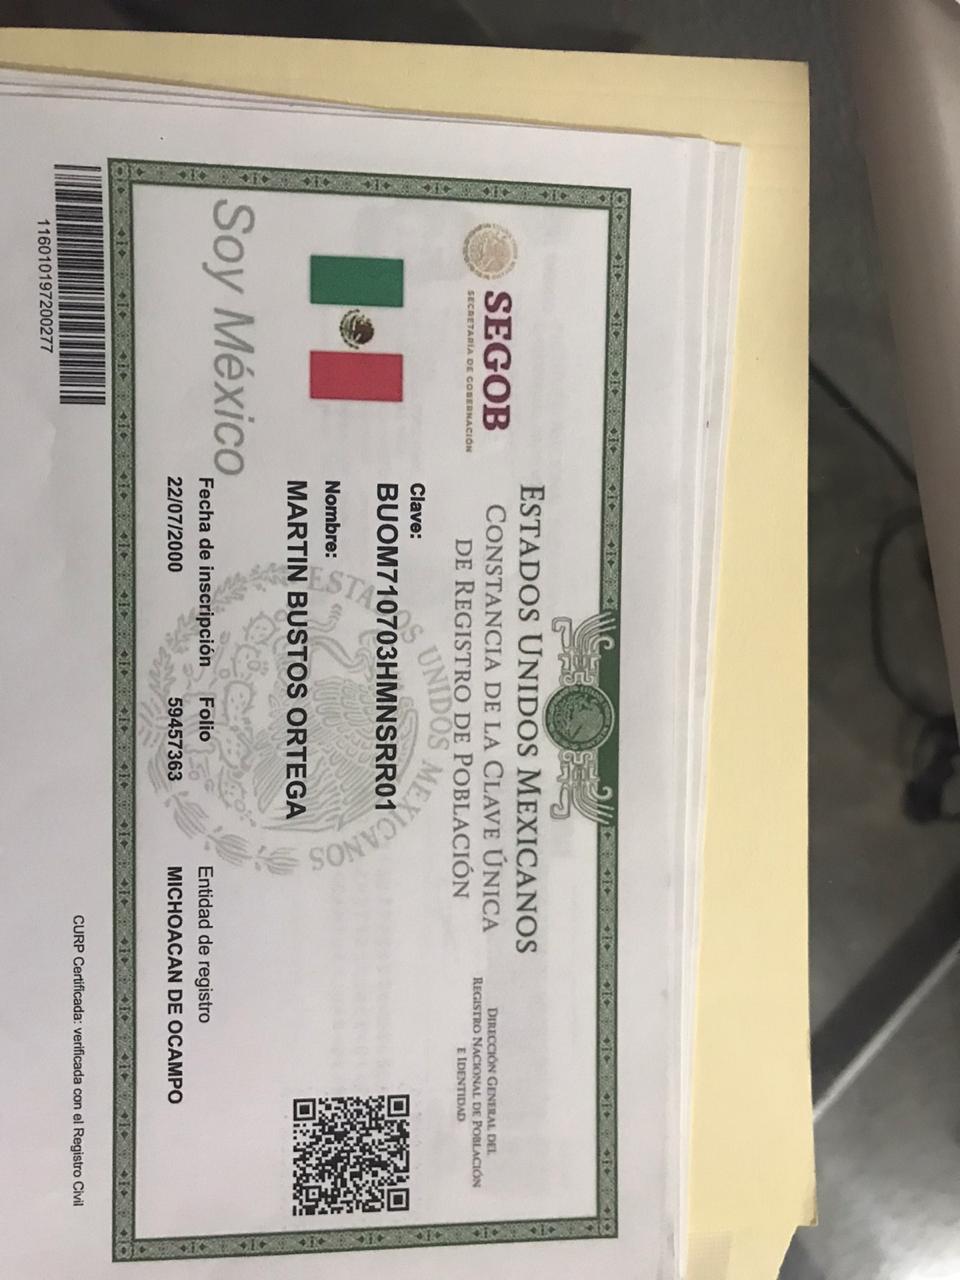 SEGOB
SECRETARÍA DE GOBERNACIÓN
ESTADOS UNIDOS MEXICANOS
CONSTANCIA DE LA CLAVE ÚNICA
DE REGISTRO DE POBLACIÓN
DIRECCIÓN GENERAL DEL
REGISTRO NACIONAL DE POBLACIÓN
E IDENTIDAD
Soy México
Clave:
BUOM710703HMNSRR01
Nombre:
MARTIN BUSTOS ORTEGA
ESTADOS UNIDOS MEXICANOS
Fecha de inscripción Folio Entidad de registro
22/07/2000 59457363 MICHOACAN DE OCAMPO
116010197200277
CURP Certificada: verificada con el Registro Civil